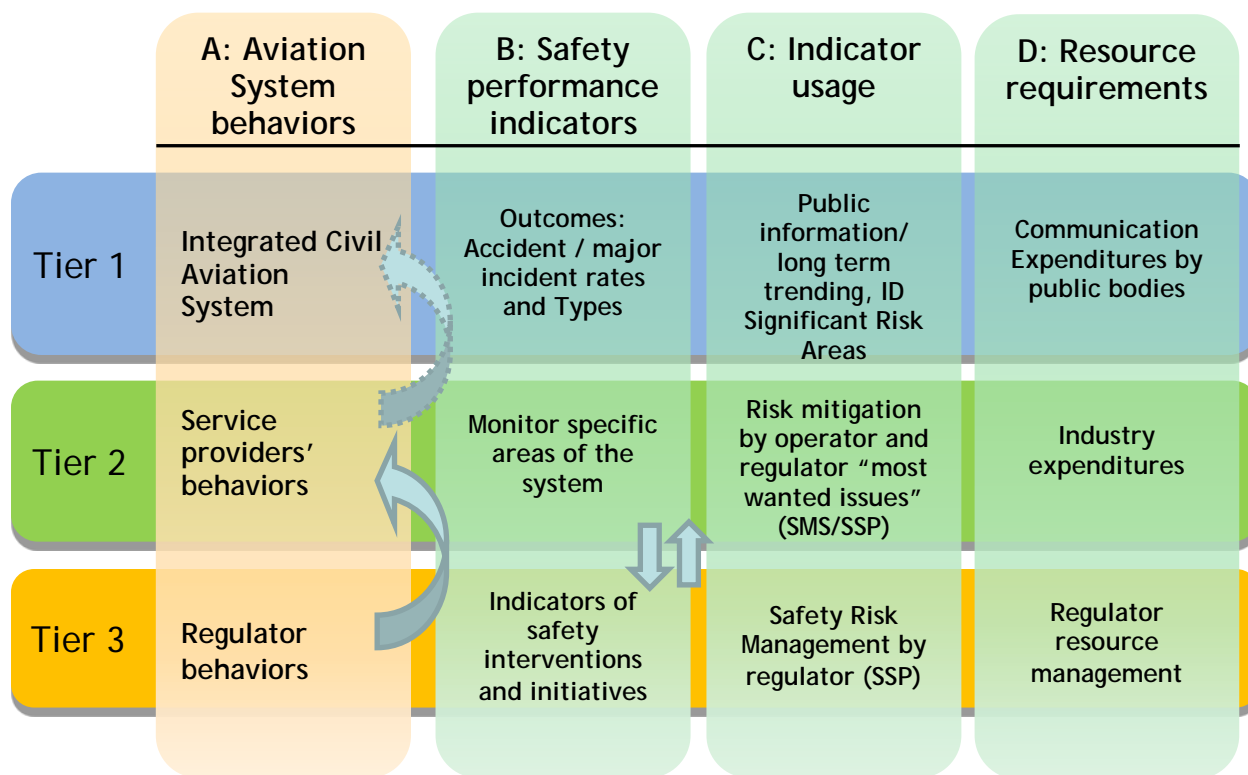 A: Aviation
System
behaviors
B: Safety
performance
indicators
C: Indicator
usage
D: Resource
requirements
Tier 1
Integrated Civil
Aviation
System
Outcomes:
Accident / major
incident rates
and Types
Public
information/
long term
trending, ID
Significant Risk
Areas
Communication
Expenditures by
public bodies
Tier 2
Service
providers’
behaviors
Monitor specific
areas of the
system
Risk mitigation
by operator and
regulator “most
wanted issues”
(SMS/SSP)
Industry
expenditures
Tier 3
Regulator
behaviors
Indicators of
safety
interventions
and initiatives
Safety Risk
Management by
regulator (SSP)
Regulator
resource
management